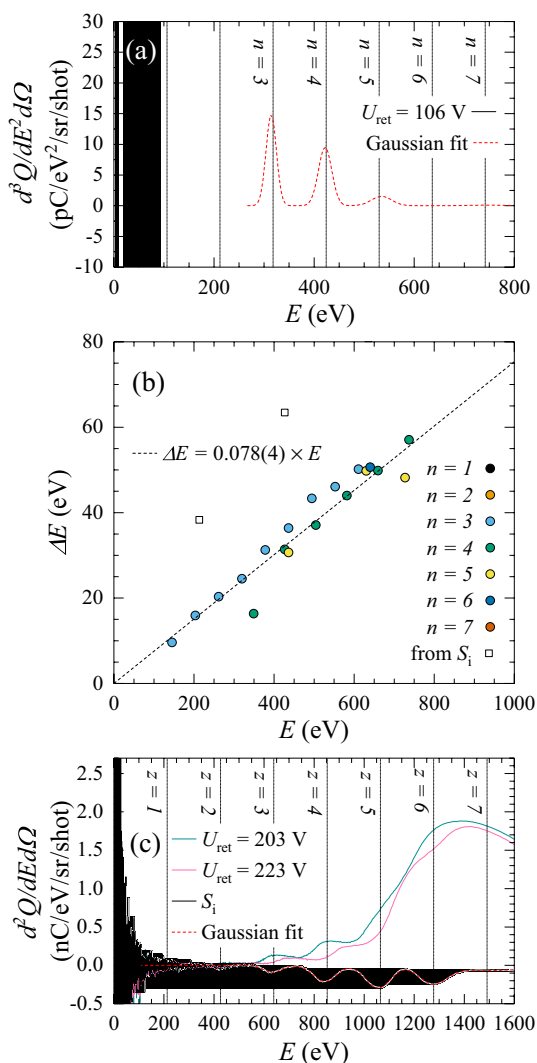 30
25
20
15
10
5
0
-5
-10
d³Q/dE²dΩ
(pC/eV²/sr/shot)
(a)
n = 3
n = 4
n = 5
n = 6
n = 7
U_ret = 106 V
Gaussian fit
0 200 400 600 800
E (eV)
80
60
40
20
0
ΔE (eV)
(b)
ΔE = 0.078(4) × E
n = 1
n = 2
n = 3
n = 4
n = 5
n = 6
n = 7
from S_i
0 200 400 600 800 1000
E (eV)
2.5
2.0
1.5
1.0
0.5
0.0
-0.5
d²Q/dEdΩ
(nC/eV/sr/shot)
(c)
z = 1
z = 2
z = 3
z = 4
z = 5
z = 6
z = 7
U_ret = 203 V
U_ret = 223 V
S_i
Gaussian fit
0 200 400 600 800 1000 1200 1400 1600
E (eV)